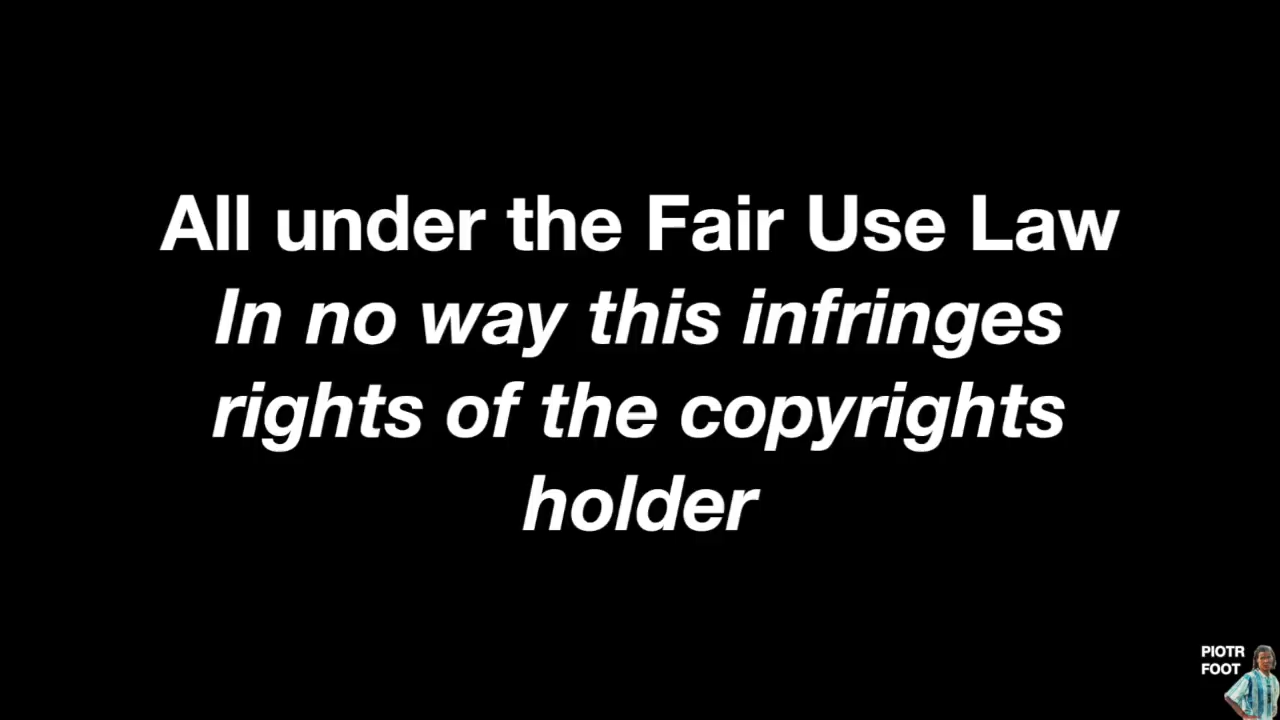 All under the Fair Use Law
In no way this infringes
rights of the copyrights
holder
PIOTR
FOOT